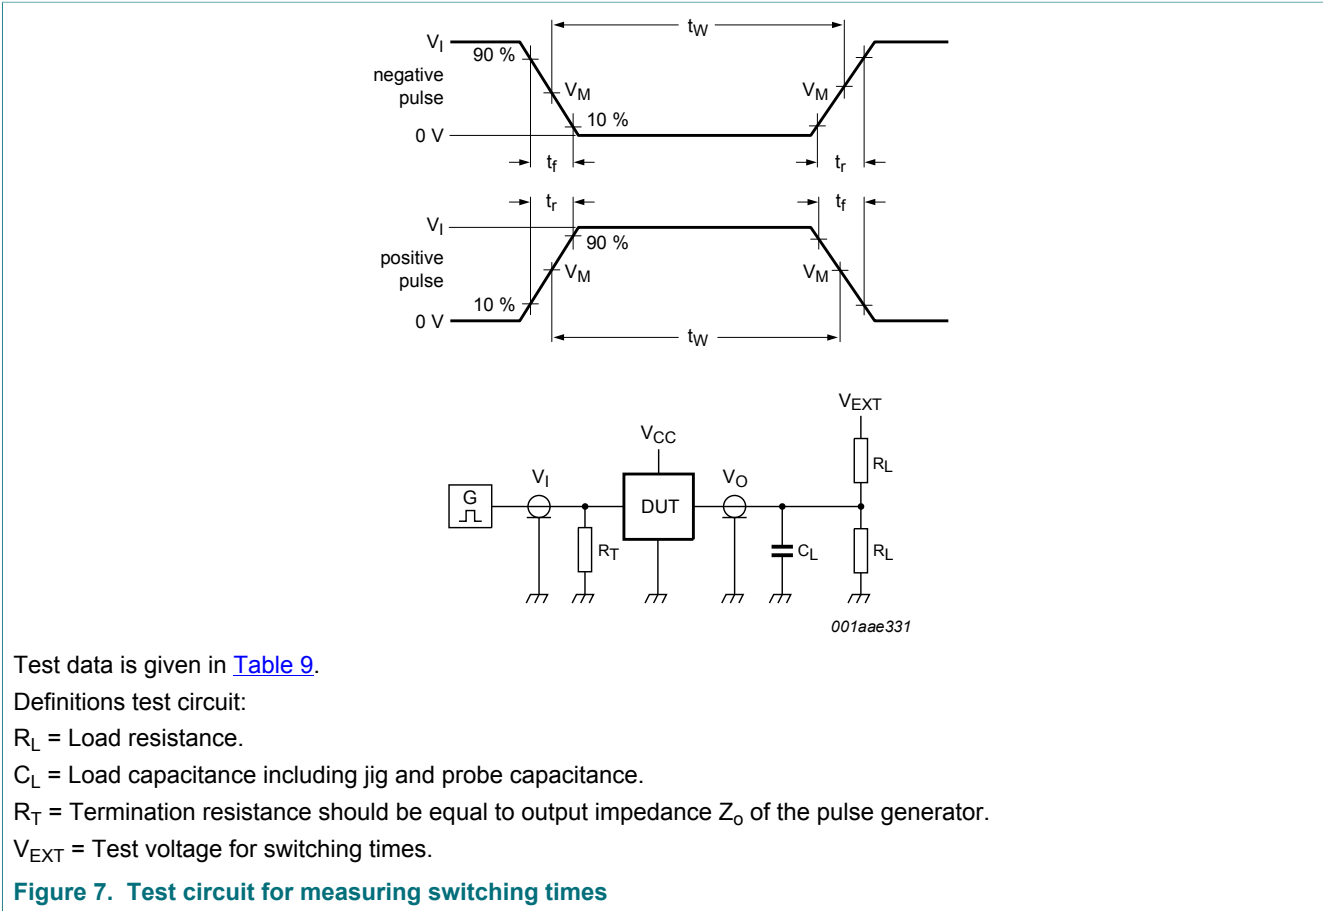 tW
VI
90 %
negative
pulse
VM
VM
10 %
0 V
tf
tr
tr
tf
VI
90 %
positive
pulse
VM
VM
10 %
0 V
tW
VEXT
VCC
RL
VI
VO
G
DUT
RT
CL
RL
001aae331
Test data is given in Table 9.
Definitions test circuit:
RL = Load resistance.
CL = Load capacitance including jig and probe capacitance.
RT = Termination resistance should be equal to output impedance Zo of the pulse generator.
VEXT = Test voltage for switching times.
Figure 7. Test circuit for measuring switching times